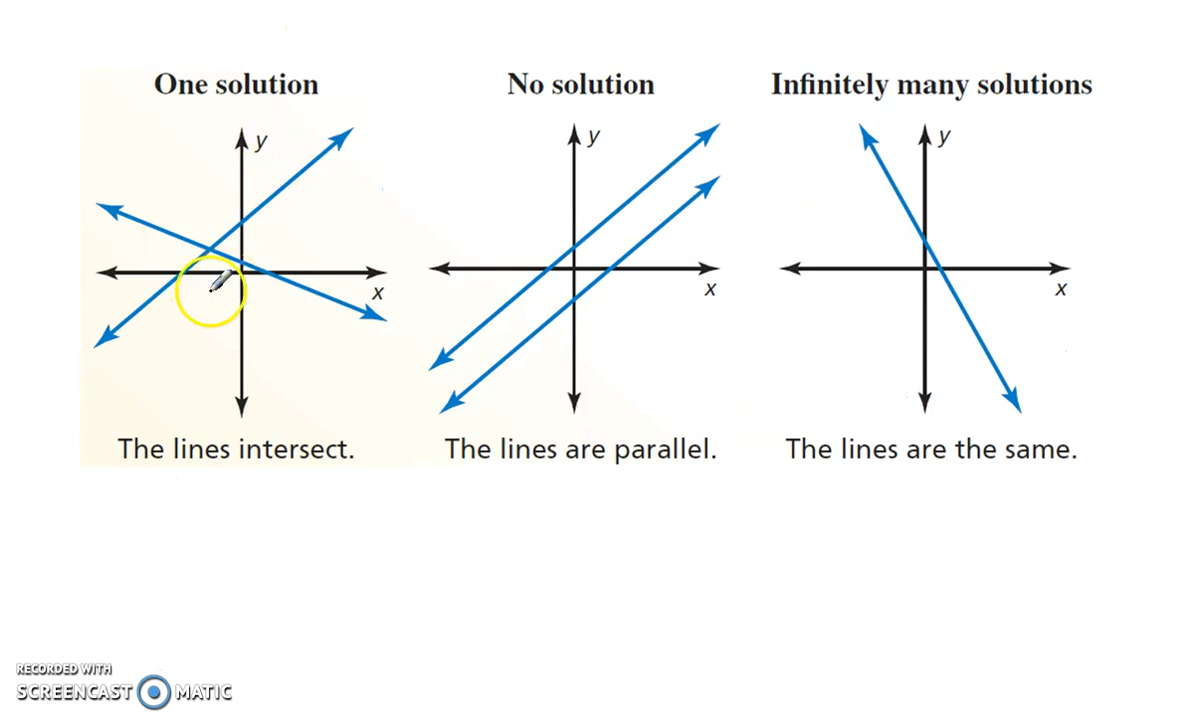 One solution
No solution
Infinitely many solutions
y
y
y
x
x
x
The lines intersect.
The lines are parallel.
The lines are the same.
RECORDED WITH
SCREENCAST MATIC